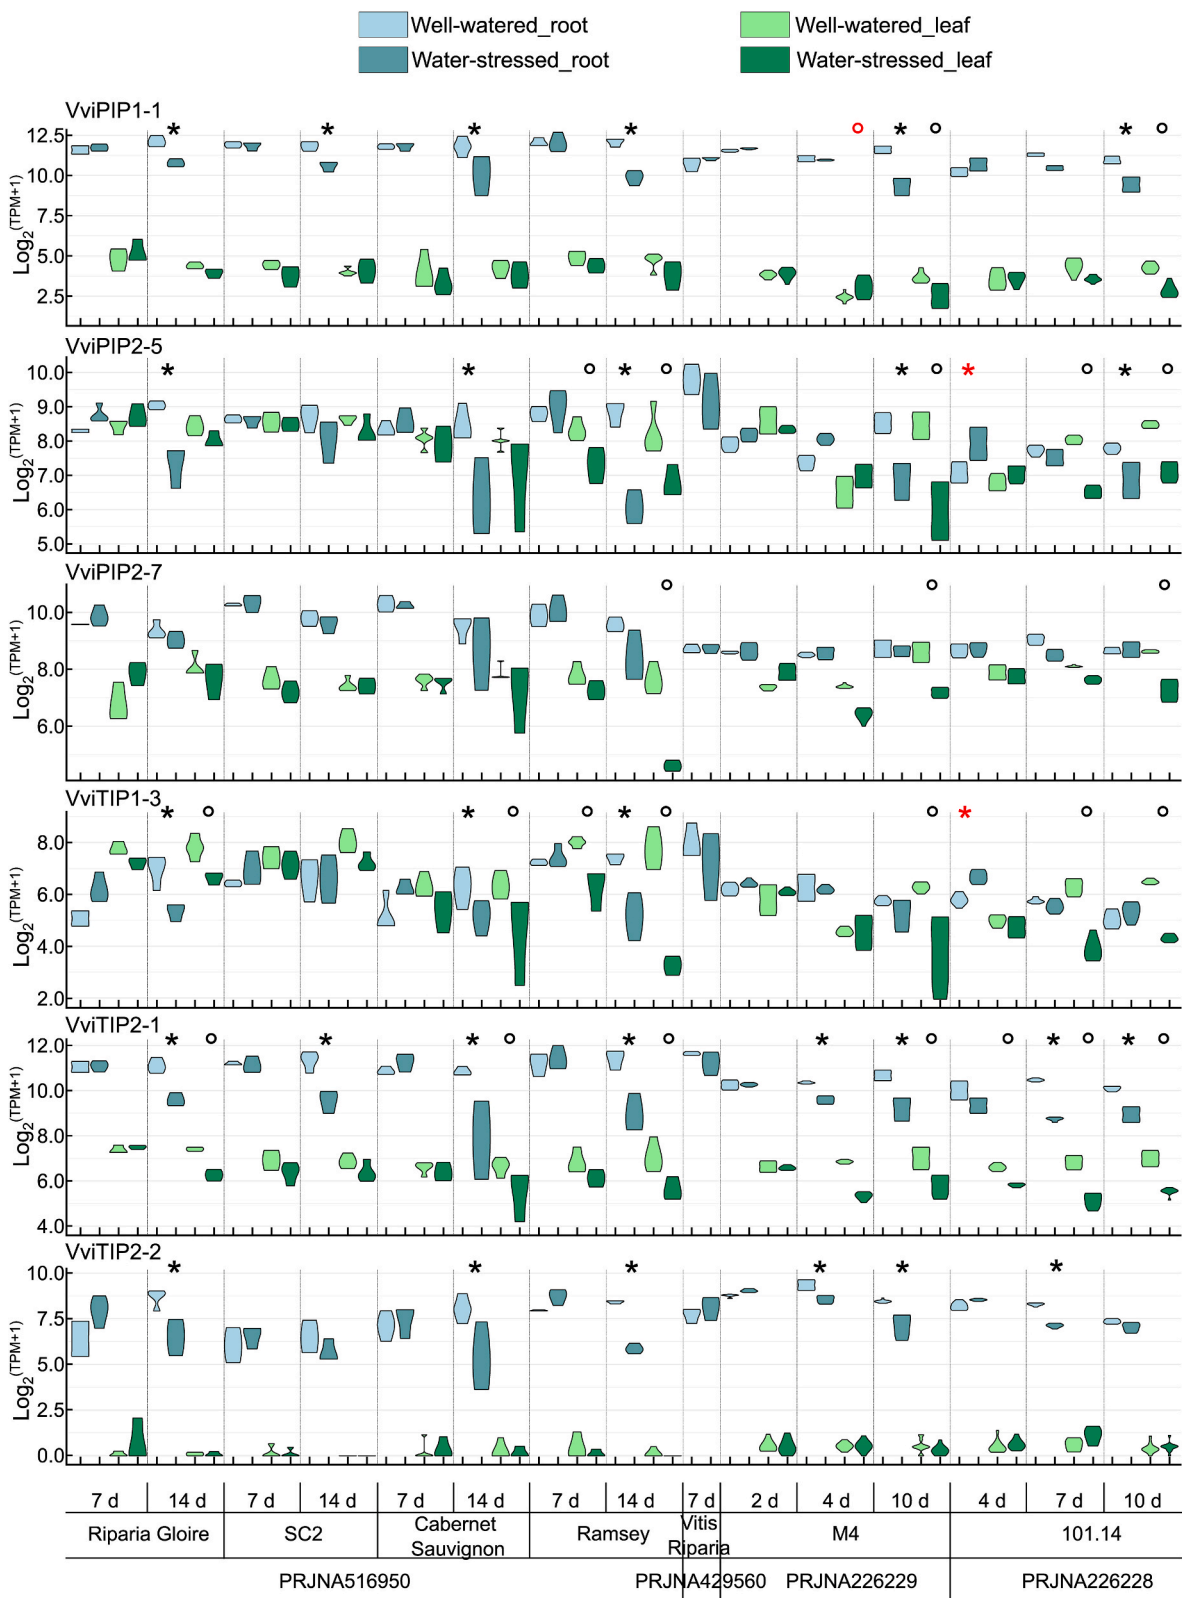 Well-watered_root Well-watered_leaf
Water-stressed_root Water-stressed_leaf
VviPIP1-1
* * * * o * o * o
12.5
10.0
7.5
5.0
2.5
Log2(TPM+1)
VviPIP2-5
* * o * o * o * o * o
10.0
9.0
8.0
7.0
6.0
5.0
Log2(TPM+1)
VviPIP2-7
o o o
10.0
8.0
6.0
Log2(TPM+1)
VviTIP1-3
* o * o o * o o * o o
8.0
6.0
4.0
2.0
Log2(TPM+1)
VviTIP2-1
* o * * o * o * * o o * o * o
12.0
10.0
8.0
6.0
4.0
Log2(TPM+1)
VviTIP2-2
* * * * * *
10.0
7.5
5.0
2.5
0.0
Log2(TPM+1)
7 d 14 d 7 d 14 d 7 d 14 d 7 d 14 d 7 d 2 d 4 d 10 d 4 d 7 d 10 d
Riparia Gloire SC2 Cabernet Sauvignon Ramsey Vitis Riparia M4 101.14
PRJNA516950 PRJNA429560 PRJNA226229 PRJNA226228